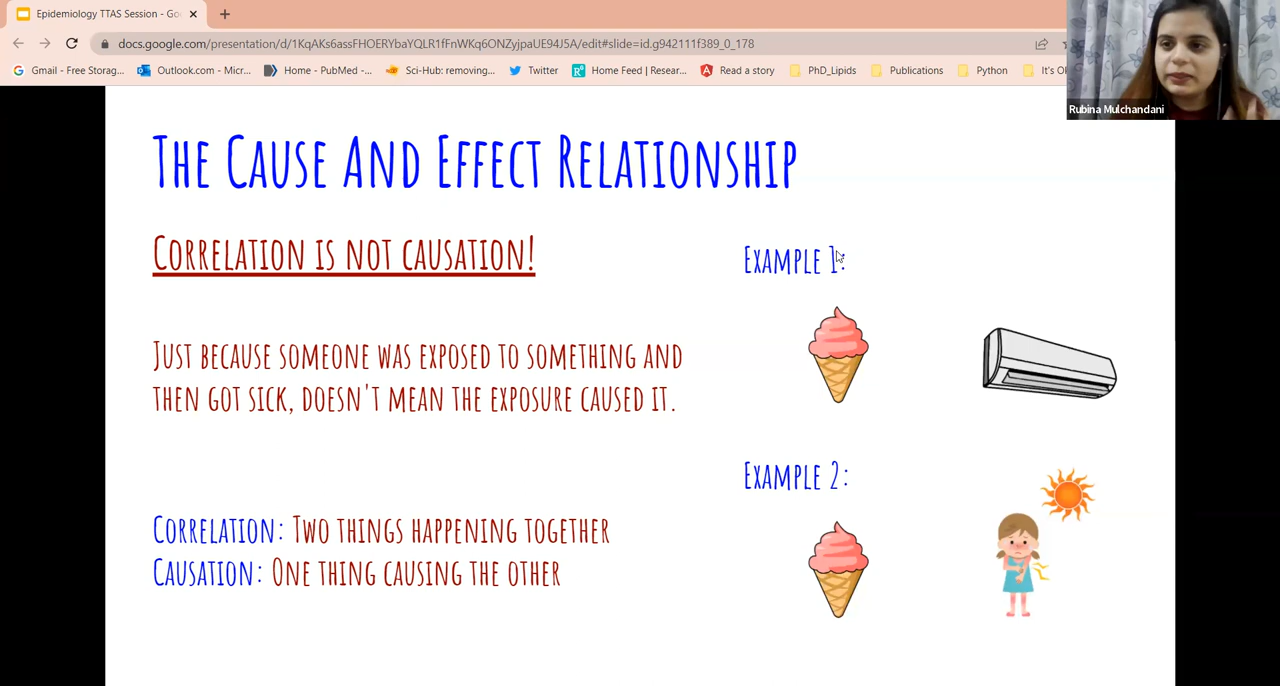 Epidemiology TTAS Session - Go
docs.google.com/presentation/d/1KqAKs6assFHOERYbaYQLR1fFnWKq6ONZyjpaUE94J5A/edit#slide=id.g942111f389_0_178
Gmail - Free Storag... Outlook.com - Micr... Home - PubMed -... Sci-Hub: removing... Twitter Home Feed | Resear... Read a story PhD_Lipids Publications Python It's O
Rubina Mulchandani
The Cause And Effect Relationship
Correlation is not causation!
Example 1:
Just because someone was exposed to something and
then got sick, doesn't mean the exposure caused it.
Example 2:
Correlation: Two things happening together
Causation: One thing causing the other